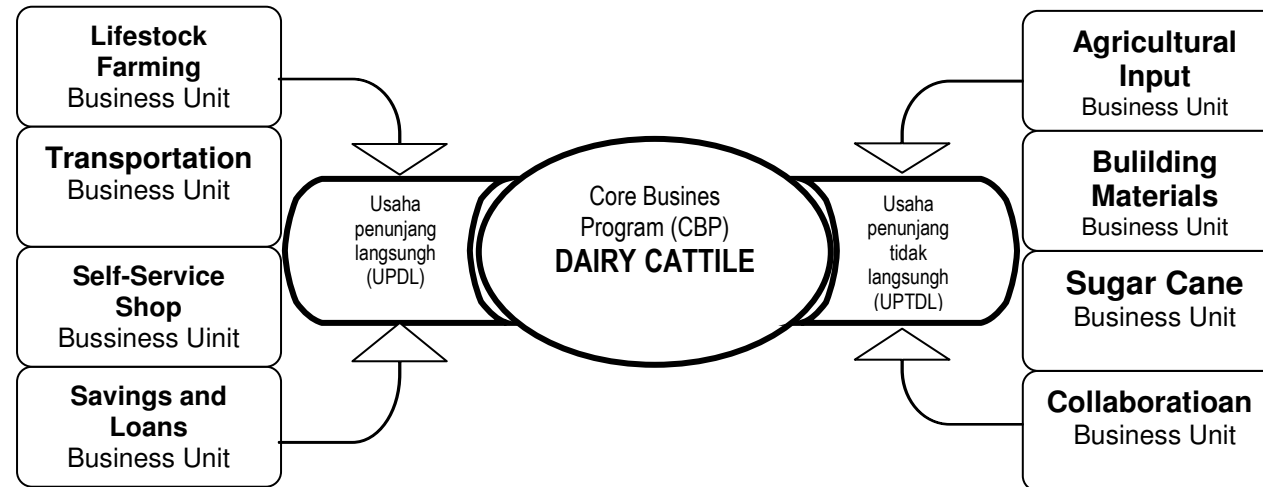 Lifestock
Farming
Business Unit
Transportation
Business Unit
Self-Service
Shop
Bussiness Uinit
Savings and
Loans
Business Unit
Usaha
penunjang
langsungh
(UPDL)
Core Busines
Program (CBP)
DAIRY CATTILE
Usaha
penunjang
tidak
langsungh
(UPTDL)
Agricultural
Input
Business Unit
Bulilding
Materials
Business Unit
Sugar Cane
Business Unit
Collaboratioan
Business Unit